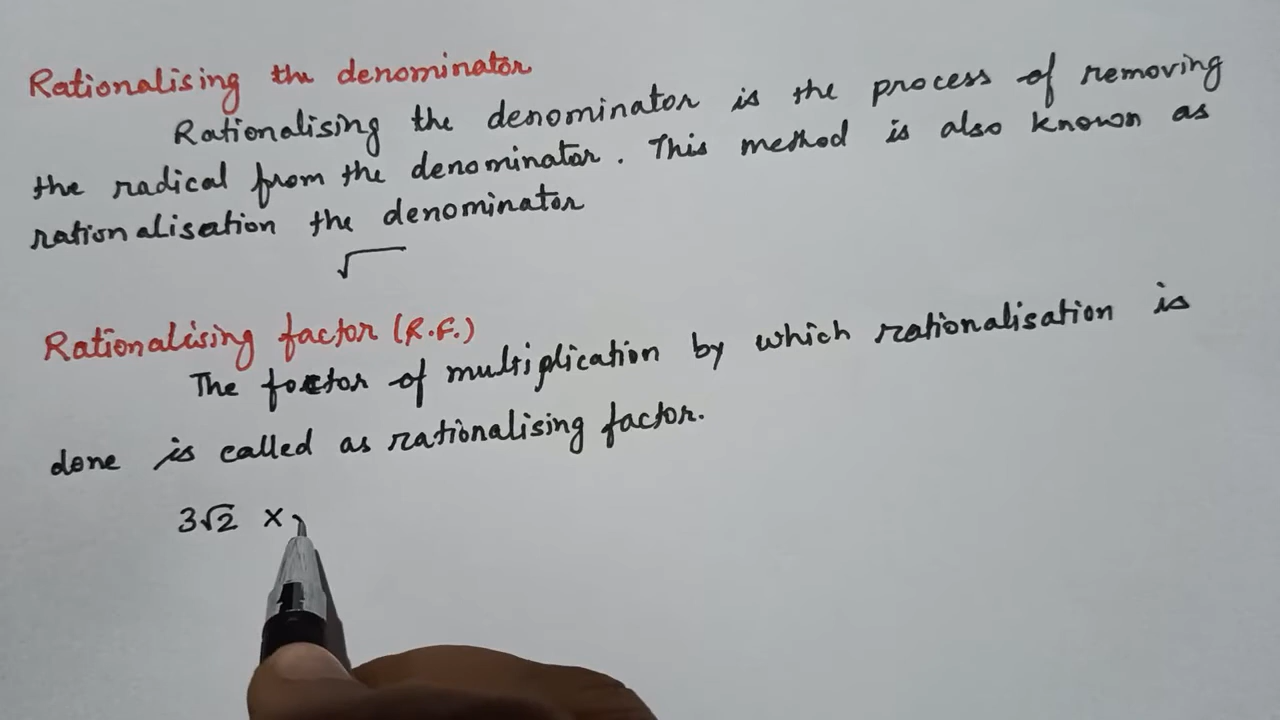 Rationalising the denominator
Rationalising the denominator is the process of removing
the radical from the denominator. This method is also known as
rationalisation the denominator
√
Rationalising factor (R.F.)
The factor of multiplication by which rationalisation is
done is called as rationalising factor.
3√2 ×